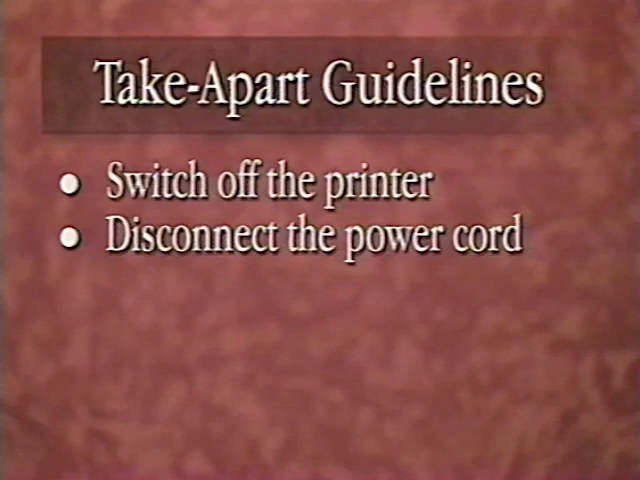 Take-Apart Guidelines
● Switch off the printer
● Disconnect the power cord